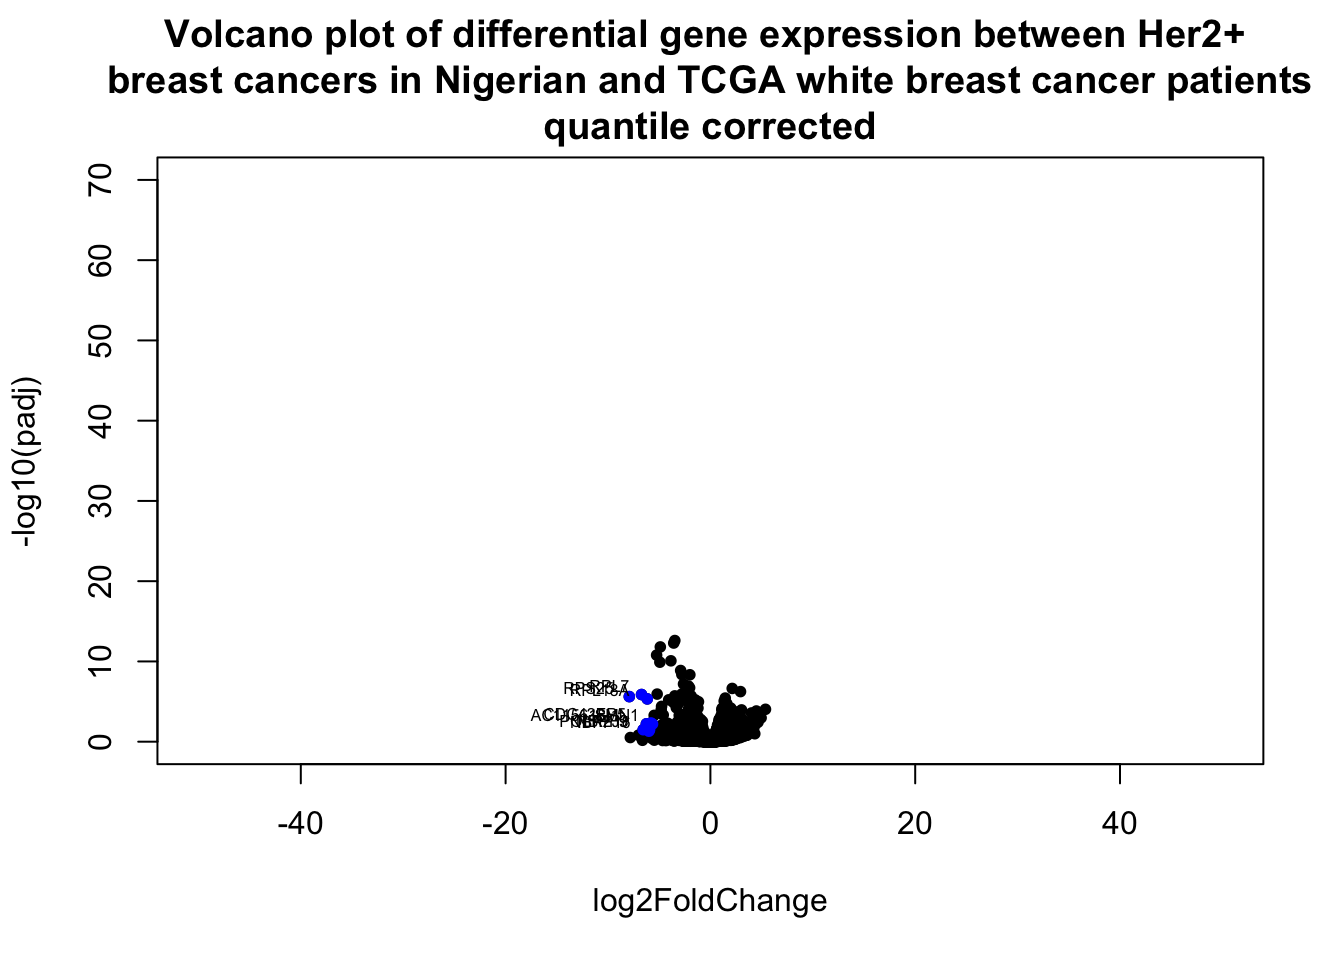 Volcano plot of differential gene expression between Her2+
breast cancers in Nigerian and TCGA white breast cancer patients
quantile corrected
70
60
50
40
30
20
10
0
-log10(padj)
-40
-20
0
20
40
log2FoldChange